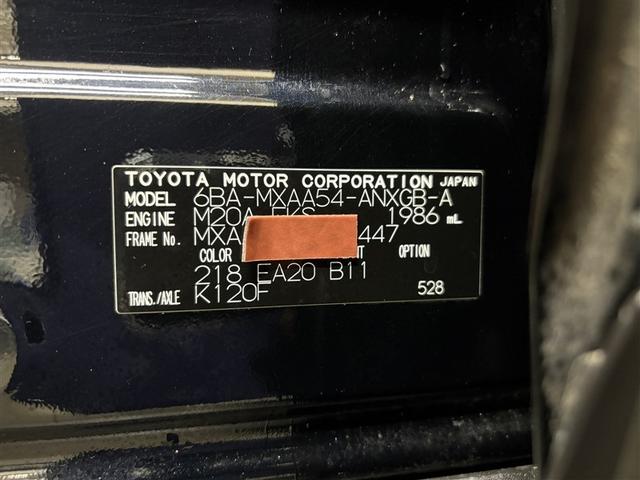 TOYOTA MOTOR CORPORATION JAPAN
MODEL 6BA-MXAA54-ANXGB-A
ENGINE M20A-FKS 1986 mL
FRAME No. MXA 447
COLOR OPTION
218 EA20 B11
TRANS./AXLE K120F 528